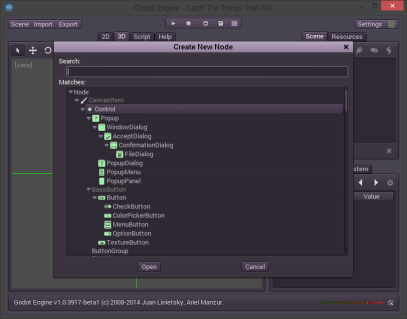 Godot Engine - Catch The Things That Fall
Scene Import Export
Settings
2D 3D Script Help
Scene Resources
[view]
Create New Node
Search:
Matches:
Node
CanvasItem
Control
Popup
WindowDialog
AcceptDialog
ConfirmationDialog
FileDialog
PopupDialog
PopupMenu
PopupPanel
BaseButton
Button
CheckButton
ColorPickerButton
MenuButton
OptionButton
TextureButton
ButtonGroup
Open Cancel
Value
Godot Engine v1.0.3917-beta1 (c) 2008-2014 Juan Linietsky, Ariel Manzur.